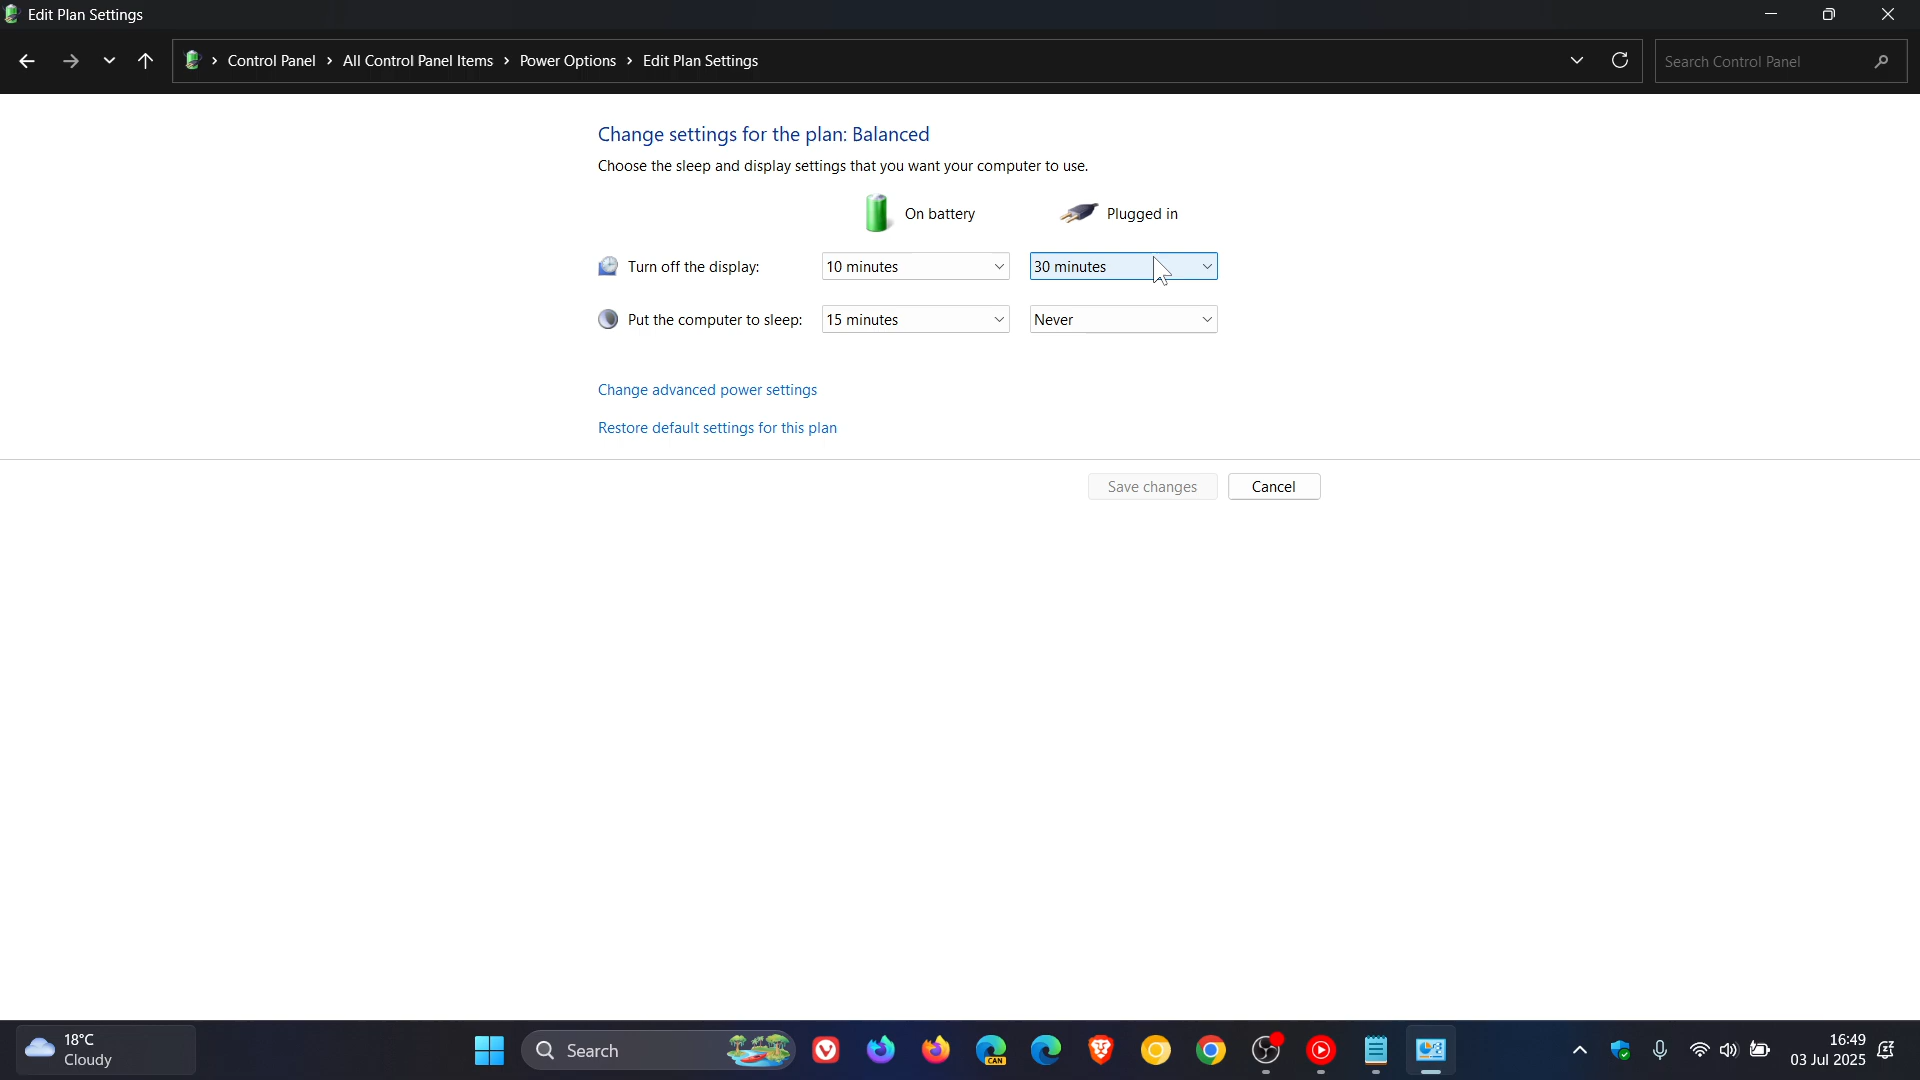 Edit Plan Settings
Control Panel > All Control Panel Items > Power Options > Edit Plan Settings
Search Control Panel
Change settings for the plan: Balanced
Choose the sleep and display settings that you want your computer to use.
On battery Plugged in
Turn off the display: 10 minutes 30 minutes
Put the computer to sleep: 15 minutes Never
Change advanced power settings
Restore default settings for this plan
Save changes Cancel
18°C
Cloudy
Search
CAN
16:49
03 Jul 2025